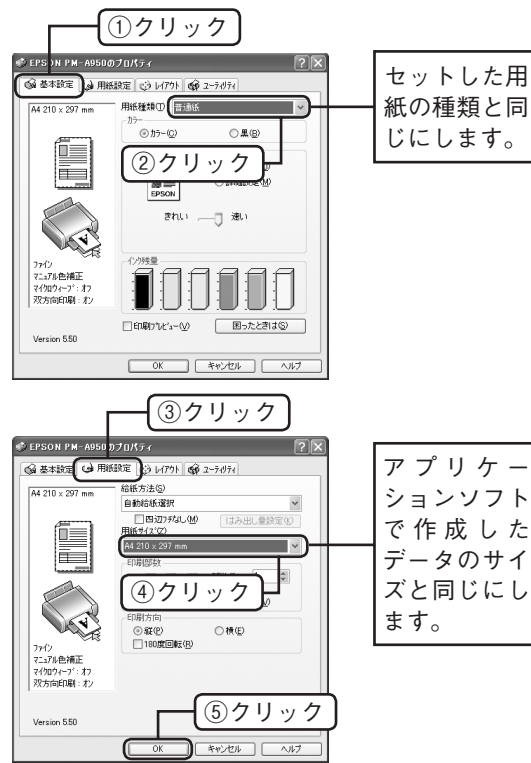 ①クリック
EPSON PM-A950のプロパティ
基本設定 用紙設定 レイアウト ユーティリティ
A4 210 x 297 mm
用紙種類(T) 普通紙
セットした用
紙の種類と同
じにします。
カラー
カラー(C) 黒(B)
②クリック
EPSON
きれい 速い
ファイン
マニュアル色補正
マイクロウィーブ：オフ
双方向印刷：オン
インク残量
Version 5.50
印刷プレビュー(V) 困ったときは(S)
OK キャンセル ヘルプ
③クリック
EPSON PM-A950のプロパティ
基本設定 用紙設定 レイアウト ユーティリティ
A4 210 x 297 mm
給紙方法(S)
自動給紙選択
四辺フチなし(M) はみ出し量設定(X)
用紙サイズ(Z)
A4 210 x 297 mm
アプリケー
ションソフト
で作成した
データのサイ
ズと同じにし
ます。
印刷部数
④クリック
印刷方向
縦(P) 横(E)
180度回転(R)
ファイン
マニュアル色補正
マイクロウィーブ：オフ
双方向印刷：オン
Version 5.50
⑤クリック
OK キャンセル ヘルプ